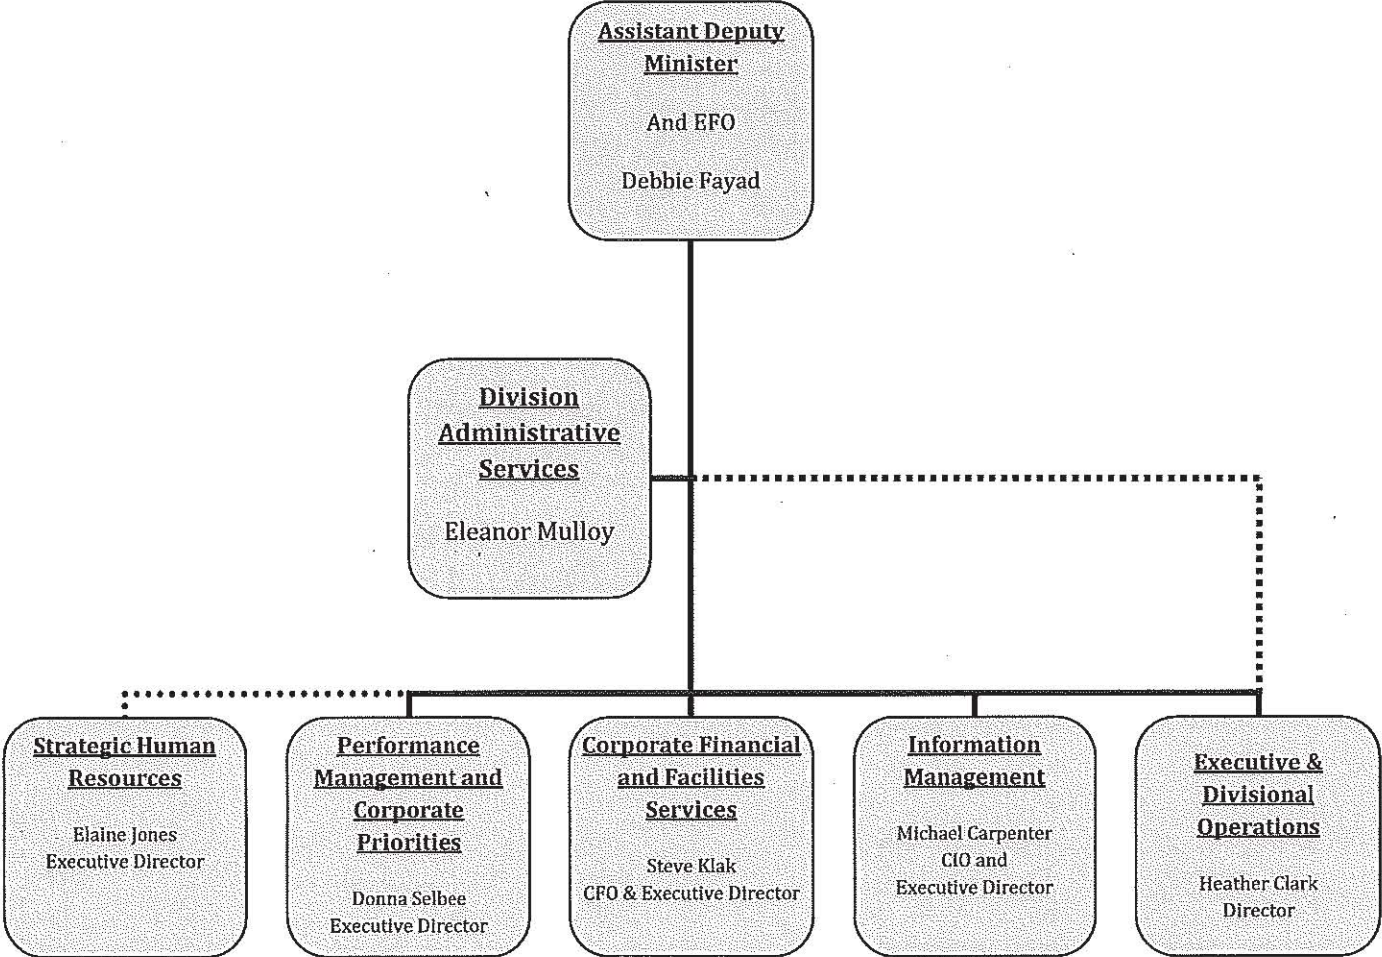 Assistant Deputy
Minister
And EFO
Debbie Fayad
Division
Administrative
Services
Eleanor Mulloy
Strategic Human
Resources
Elaine Jones
Executive Director
Performance
Management and
Corporate
Priorities
Donna Selbee
Executive Director
Corporate Financial
and Facilities
Services
Steve Klak
CFO & Executive Director
Information
Management
Michael Carpenter
CIO and
Executive Director
Executive &
Divisional
Operations
Heather Clark
Director